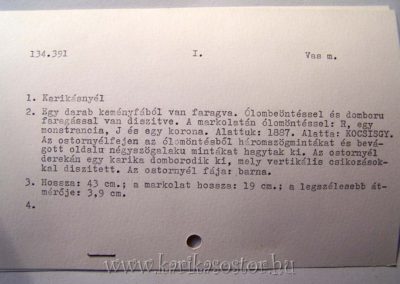 134.391 I. Vas m.
1. Karikásnyél
2. Egy darab keményfából van faragva. Ólombeöntéssel és domboru
faragással van diszitve. A markolatán ólomöntéssel: R, egy
monstrancia, J és egy korona. Alattuk: 1887. Alatta: KOCSISGY.
Az ostornyélfejen az ólomöntésből háromszögmintákat és bevá-
gott oldalu négyszögalaku mintákat hagytak ki. Az ostornyél
derekán egy karika domborodik ki, mely vertikális csikozások-
kal diszitett. Az ostornyél fája: barna.
3. Hossza: 43 cm.; a markolat hossza: 19 cm.; a legszélesebb át-
mérője: 3,9 cm.
4.
www.karikasostor.hu